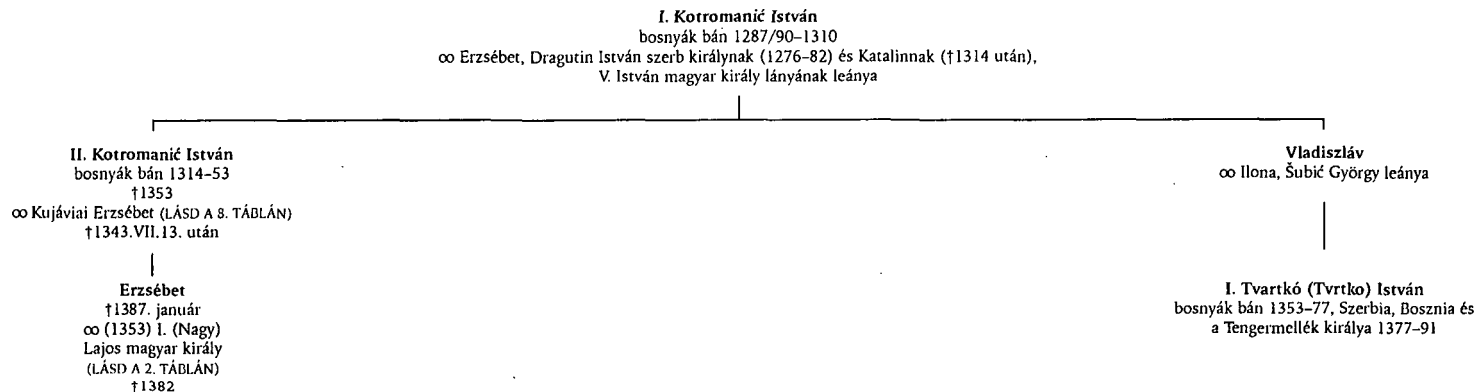 I. Kotromanić István
bosnyák bán 1287/90–1310
∞ Erzsébet, Dragutin István szerb királynak (1276–82) és Katalinnak (†1314 után),
V. István magyar király lányának leánya
II. Kotromanić István
bosnyák bán 1314–53
†1353
∞ Kujáviai Erzsébet (LÁSD A 8. TÁBLÁN)
†1343.VII.13. után
Erzsébet
†1387. január
∞ (1353) I. (Nagy)
Lajos magyar király
(LÁSD A 2. TÁBLÁN)
†1382
Vladiszláv
∞ Ilona, Šubić György leánya
I. Tvartkó (Tvrtko) István
bosnyák bán 1353–77, Szerbia, Bosznia és
a Tengermellék királya 1377–91